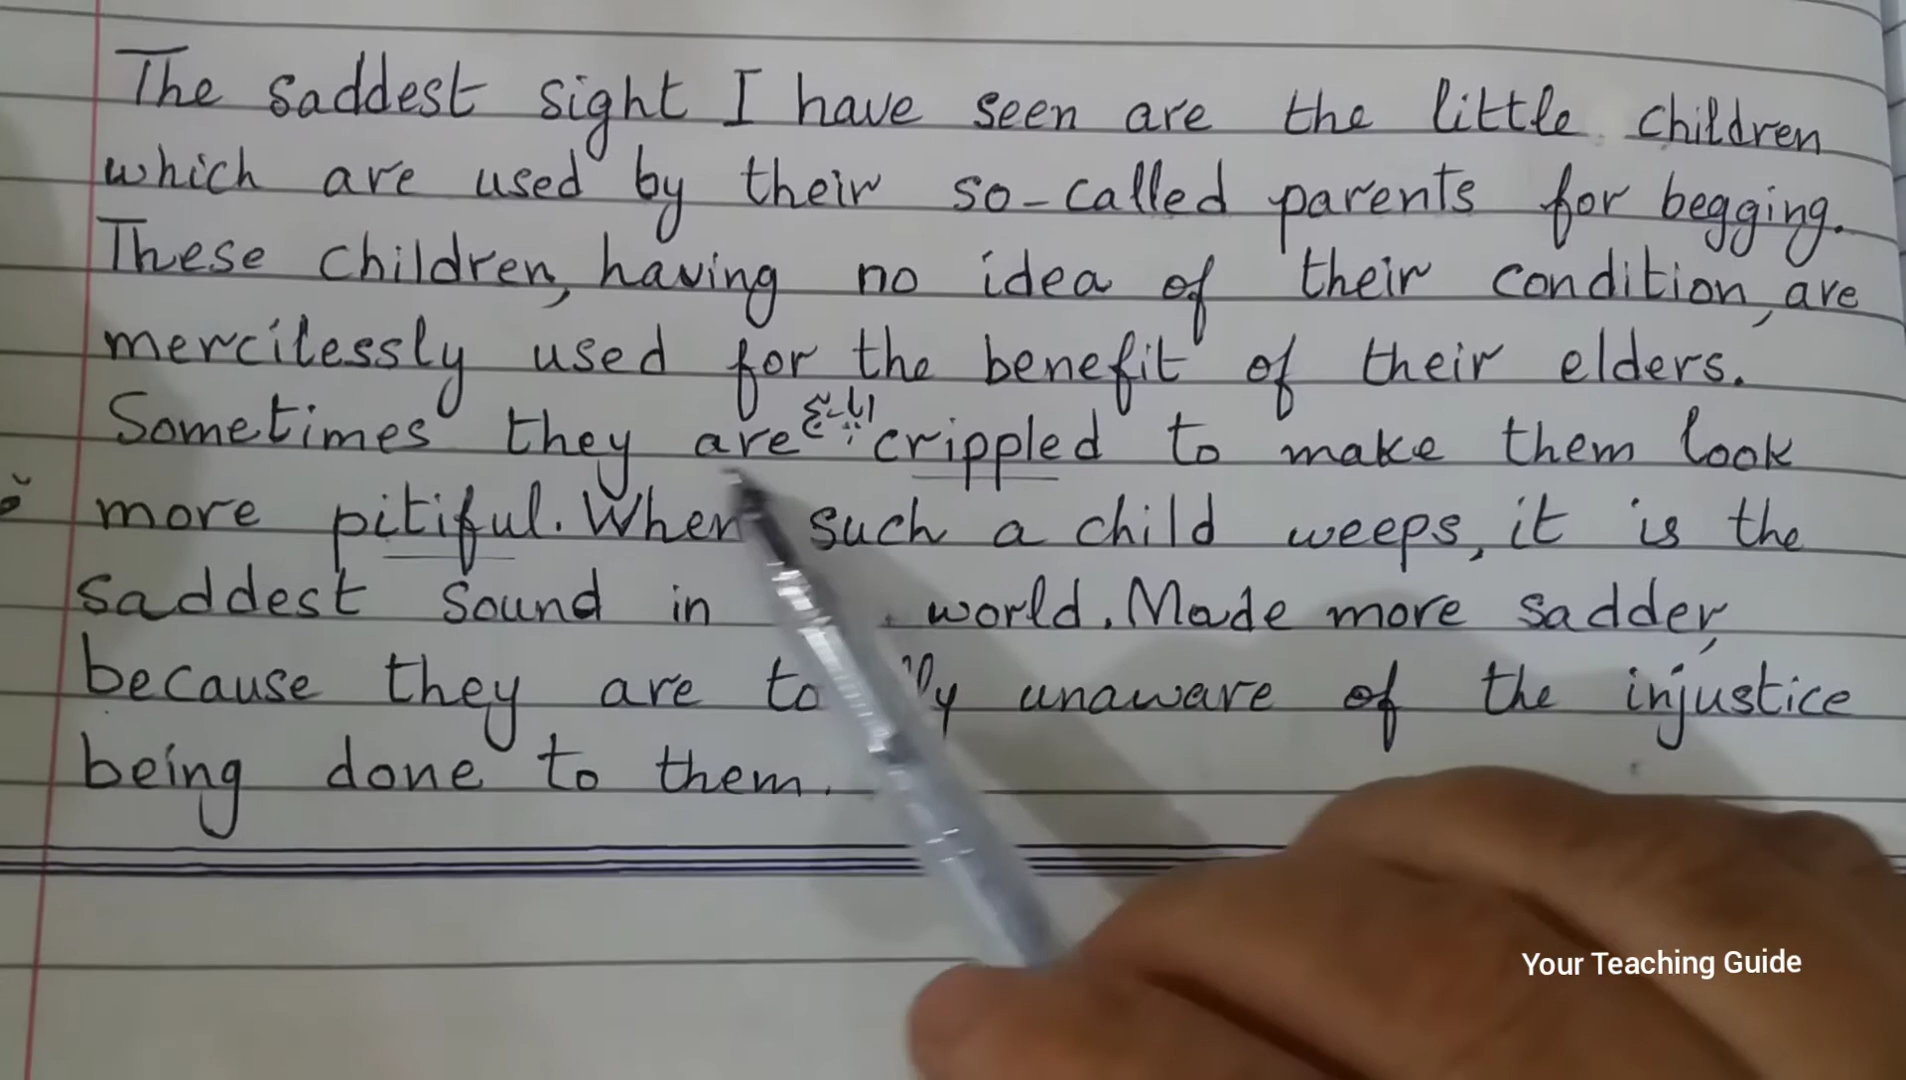 The saddest sight I have seen are the little children
which are used by their so-called parents for begging.
These children, having no idea of their condition, are
mercilessly used for the benefit of their elders.
Sometimes they are crippled to make them look
more pitiful. When such a child weeps, it is the
saddest sound in world. Made more sadder,
because they are unaware of the injustice
being done to them.
Your Teaching Guide